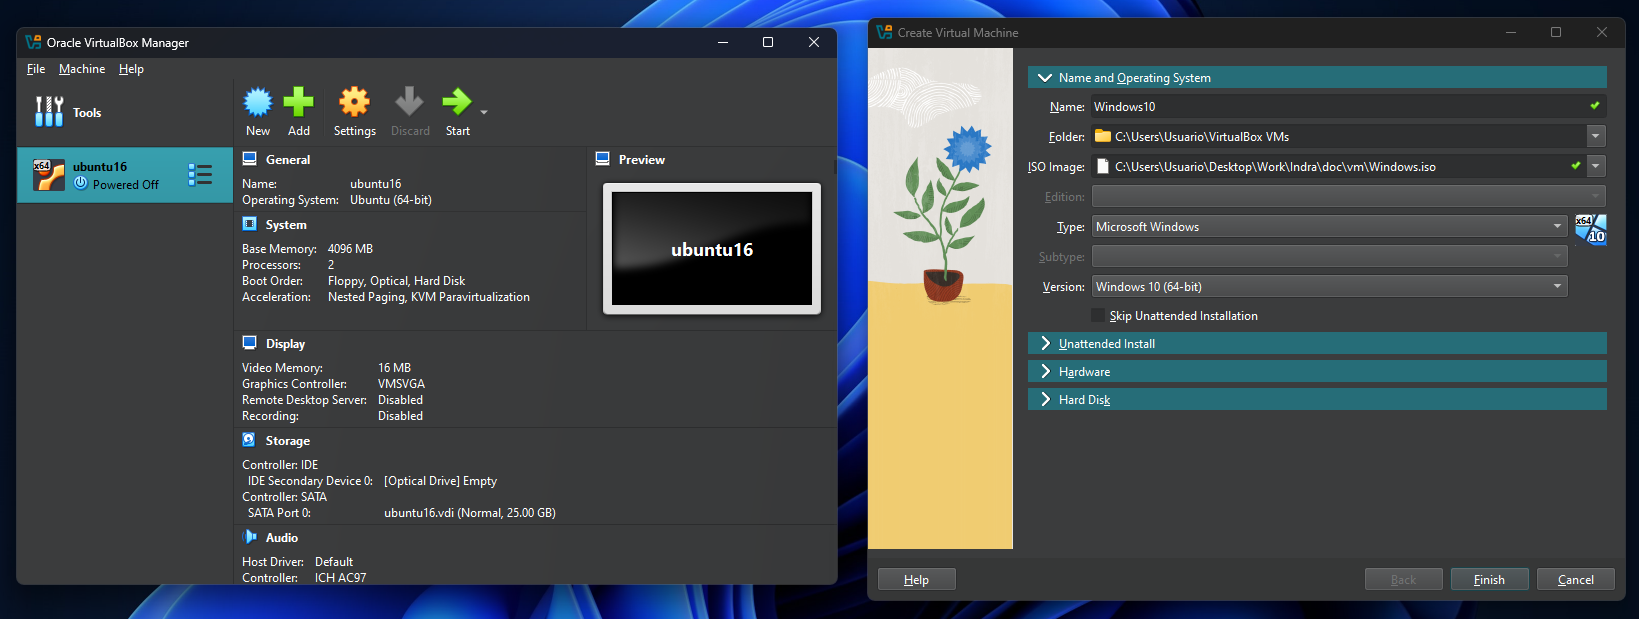 Oracle VirtualBox Manager
File Machine Help
Tools
New Add Settings Discard Start
x64
ubuntu16
Powered Off
General
Name: ubuntu16
Operating System: Ubuntu (64-bit)
System
Base Memory: 4096 MB
Processors: 2
Boot Order: Floppy, Optical, Hard Disk
Acceleration: Nested Paging, KVM Paravirtualization
Preview
ubuntu16
Display
Video Memory: 16 MB
Graphics Controller: VMSVGA
Remote Desktop Server: Disabled
Recording: Disabled
Storage
Controller: IDE
IDE Secondary Device 0: [Optical Drive] Empty
Controller: SATA
SATA Port 0: ubuntu16.vdi (Normal, 25.00 GB)
Audio
Host Driver: Default
Controller: ICH AC97
Create Virtual Machine
Name and Operating System
Name: Windows10
Folder: C:\Users\Usuario\VirtualBox VMs
ISO Image: C:\Users\Usuario\Desktop\Work\Indra\doc\vm\Windows.iso
Edition:
Type: Microsoft Windows
x64
10
Subtype:
Version: Windows 10 (64-bit)
Skip Unattended Installation
Unattended Install
Hardware
Hard Disk
Help Back Finish Cancel